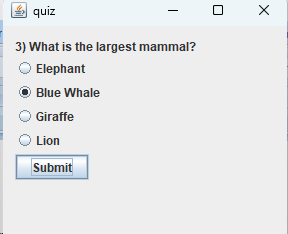 quiz
3) What is the largest mammal?
Elephant
Blue Whale
Giraffe
Lion
Submit